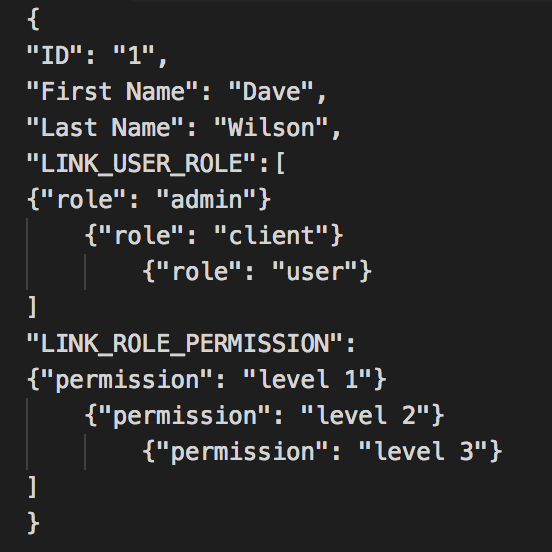 {
"ID": "1",
"First Name": "Dave",
"Last Name": "Wilson",
"LINK_USER_ROLE":[
{"role": "admin"}
    {"role": "client"}
        {"role": "user"}
]
"LINK_ROLE_PERMISSION":
{"permission": "level 1"}
    {"permission": "level 2"}
        {"permission": "level 3"}
]
}